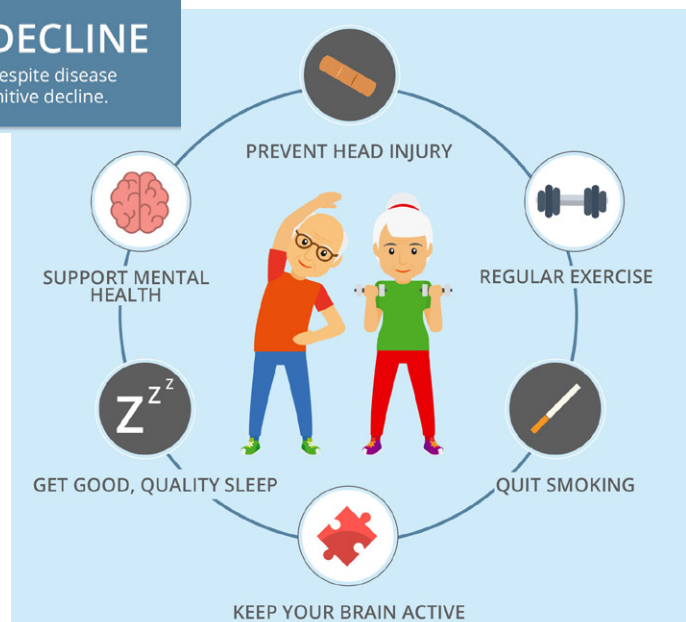 DECLINE
despite disease
nitive decline.
PREVENT HEAD INJURY
SUPPORT MENTAL
HEALTH
REGULAR EXERCISE
Z z z
GET GOOD, QUALITY SLEEP
QUIT SMOKING
KEEP YOUR BRAIN ACTIVE